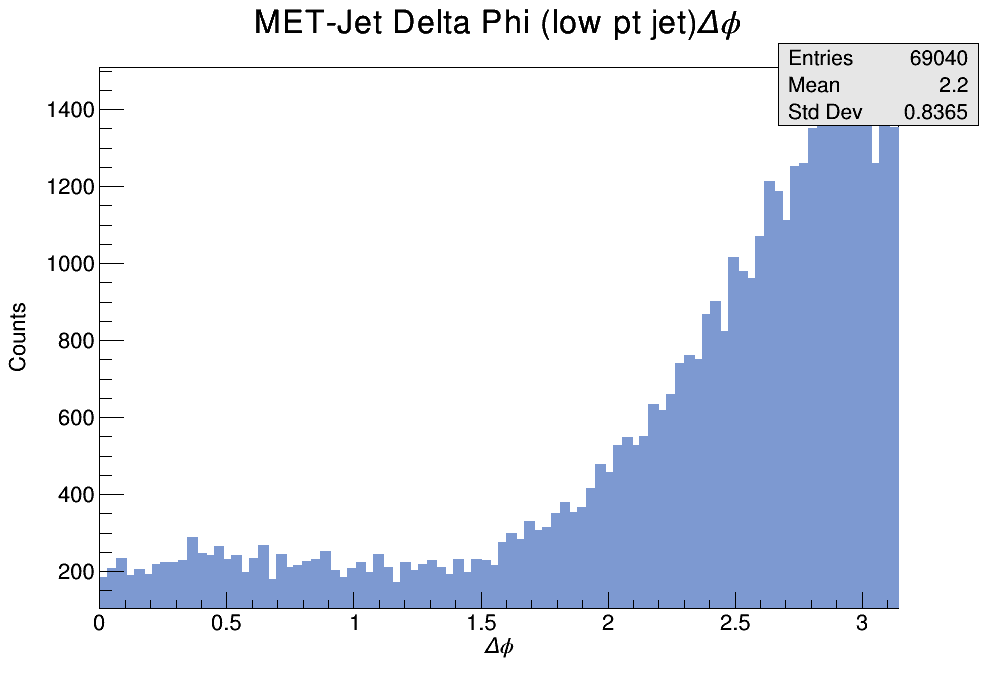 MET-Jet Delta Phi (low pt jet)Δϕ
Entries 69040
Mean 2.2
Std Dev 0.8365
1400
1200
1000
800
600
400
200
Counts
0 0.5 1 1.5 2 2.5 3
Δϕ